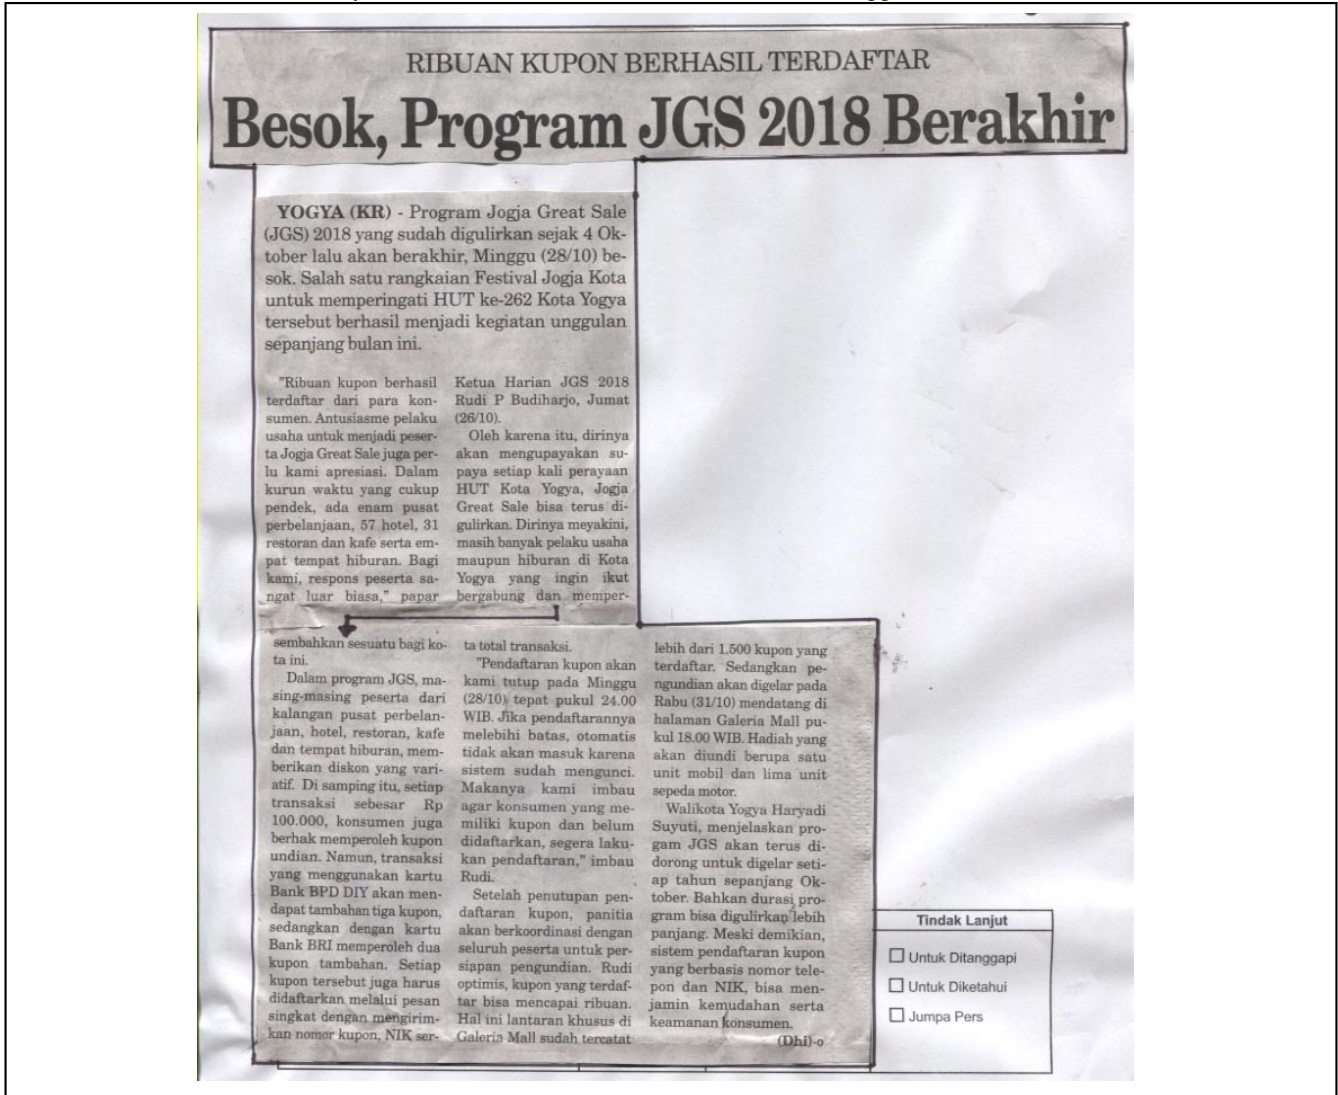 RIBUAN KUPON BERHASIL TERDAFTAR
Besok, Program JGS 2018 Berakhir
YOGYA (KR) - Program Jogja Great Sale
(JGS) 2018 yang sudah digulirkan sejak 4 Ok-
tober lalu akan berakhir, Minggu (28/10) be-
sok. Salah satu rangkaian Festival Jogja Kota
untuk memperingati HUT ke-262 Kota Yogya
tersebut berhasil menjadi kegiatan unggulan
sepanjang bulan ini.
"Ribuan kupon berhasil
terdaftar dari para kon-
sumen. Antusiasme pelaku
usaha untuk menjadi peser-
ta Jogja Great Sale juga per-
lu kami apresiasi. Dalam
kurun waktu yang cukup
pendek, ada enam pusat
perbelanjaan, 57 hotel, 31
restoran dan kafe serta em-
pat tempat hiburan. Bagi
kami, respons peserta sa-
ngat luar biasa," papar
Ketua Harian JGS 2018
Rudi P Budiharjo, Jumat
(26/10).
Oleh karena itu, dirinya
akan mengupayakan su-
paya setiap kali perayaan
HUT Kota Yogya, Jogja
Great Sale bisa terus di-
gulirkan. Dirinya meyakini,
masih banyak pelaku usaha
maupun hiburan di Kota
Yogya yang ingin ikut
bergabung dan memper-
sembahkan sesuatu bagi ko-
ta ini.
Dalam program JGS, ma-
sing-masing peserta dari
kalangan pusat perbelan-
jaan, hotel, restoran, kafe
dan tempat hiburan, mem-
berikan diskon yang vari-
atif. Di samping itu, setiap
transaksi sebesar Rp
100.000, konsumen juga
berhak memperoleh kupon
undian. Namun, transaksi
yang menggunakan kartu
Bank BPD DIY akan men-
dapat tambahan tiga kupon,
sedangkan dengan kartu
Bank BRI memperoleh dua
kupon tambahan. Setiap
kupon tersebut juga harus
didaftarkan melalui pesan
singkat dengan mengirim-
kan nomor kupon, NIK ser-
ta total transaksi.
"Pendaftaran kupon akan
kami tutup pada Minggu
(28/10) tepat pukul 24.00
WIB. Jika pendaftarannya
melebihi batas, otomatis
tidak akan masuk karena
sistem sudah mengunci.
Makanya kami imbau
agar konsumen yang me-
miliki kupon dan belum
didaftarkan, segera laku-
kan pendaftaran," imbau
Rudi.
Setelah penutupan pen-
daftaran kupon, panitia
akan berkoordinasi dengan
seluruh peserta untuk per-
siapan pengundian. Rudi
optimis, kupon yang terdaf-
tar bisa mencapai ribuan.
Hal ini lantaran khusus di
Galeria Mall sudah tercatat
lebih dari 1.500 kupon yang
terdaftar. Sedangkan pe-
ngundian akan digelar pada
Rabu (31/10) mendatang di
halaman Galeria Mall pu-
kul 18.00 WIB. Hadiah yang
akan diundi berupa satu
unit mobil dan lima unit
sepeda motor.
Walikota Yogya Haryadi
Suyuti, menjelaskan pro-
gam JGS akan terus di-
dorong untuk digelar seti-
ap tahun sepanjang Ok-
tober. Bahkan durasi pro-
gram bisa digulirkan lebih
panjang. Meski demikian,
sistem pendaftaran kupon
yang berbasis nomor tele-
pon dan NIK, bisa men-
jamin kemudahan serta
keamanan konsumen.
(Dhi)-o
Tindak Lanjut
Untuk Ditanggapi
Untuk Diketahui
Jumpa Pers